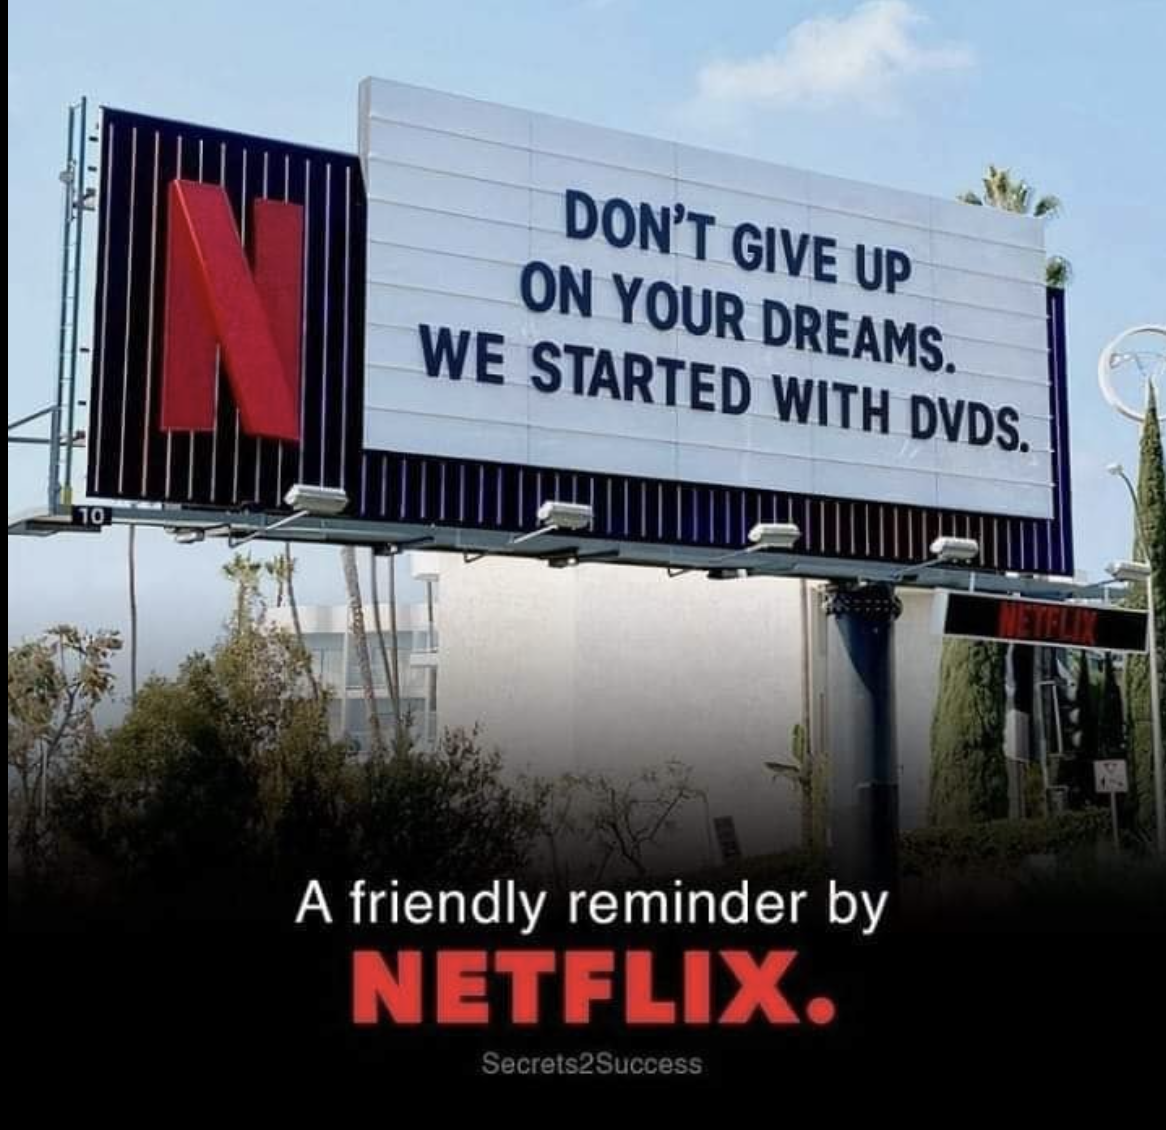 N
DON'T GIVE UP
ON YOUR DREAMS.
WE STARTED WITH DVDS.
10
NETFLIX
A friendly reminder by
NETFLIX.
Secrets2Success